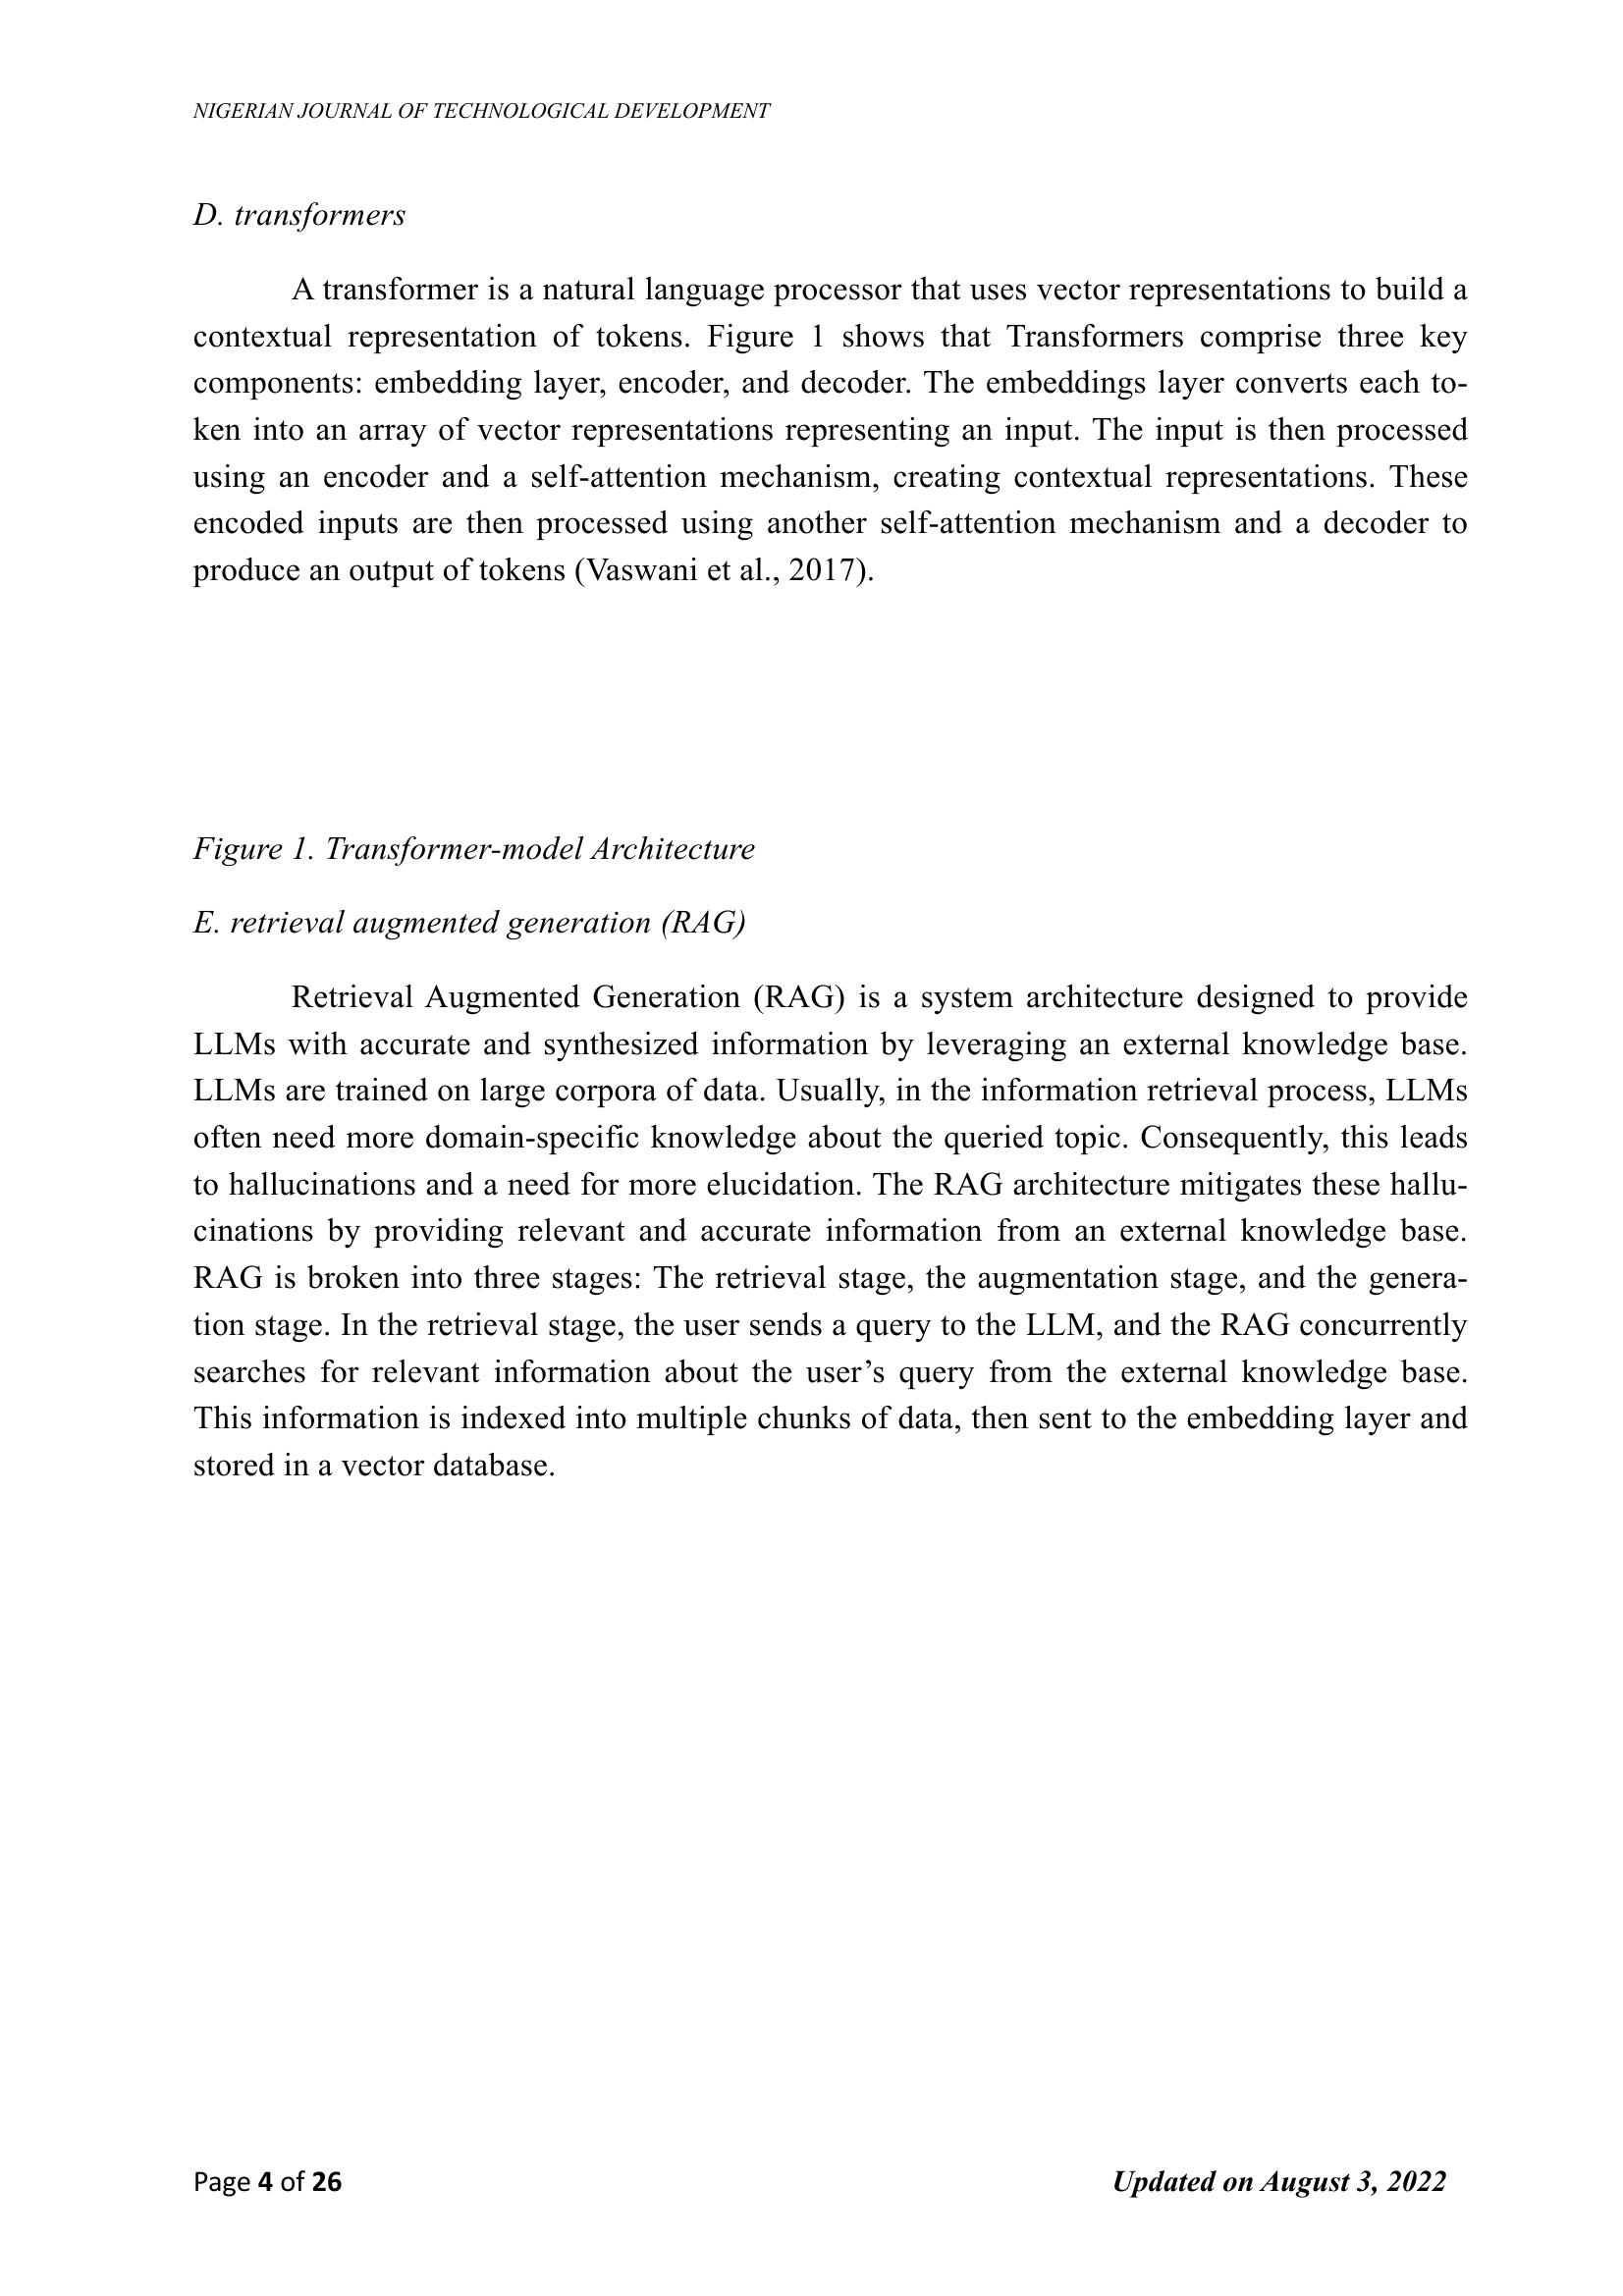 NIGERIAN JOURNAL OF TECHNOLOGICAL DEVELOPMENT
D. transformers
A transformer is a natural language processor that uses vector representations to build a
contextual representation of tokens. Figure 1 shows that Transformers comprise three key
components: embedding layer, encoder, and decoder. The embeddings layer converts each to-
ken into an array of vector representations representing an input. The input is then processed
using an encoder and a self-attention mechanism, creating contextual representations. These
encoded inputs are then processed using another self-attention mechanism and a decoder to
produce an output of tokens (Vaswani et al., 2017).
Figure 1. Transformer-model Architecture
E. retrieval augmented generation (RAG)
Retrieval Augmented Generation (RAG) is a system architecture designed to provide
LLMs with accurate and synthesized information by leveraging an external knowledge base.
LLMs are trained on large corpora of data. Usually, in the information retrieval process, LLMs
often need more domain-specific knowledge about the queried topic. Consequently, this leads
to hallucinations and a need for more elucidation. The RAG architecture mitigates these hallu-
cinations by providing relevant and accurate information from an external knowledge base.
RAG is broken into three stages: The retrieval stage, the augmentation stage, and the genera-
tion stage. In the retrieval stage, the user sends a query to the LLM, and the RAG concurrently
searches for relevant information about the user’s query from the external knowledge base.
This information is indexed into multiple chunks of data, then sent to the embedding layer and
stored in a vector database.
Page 4 of 26
Updated on August 3, 2022